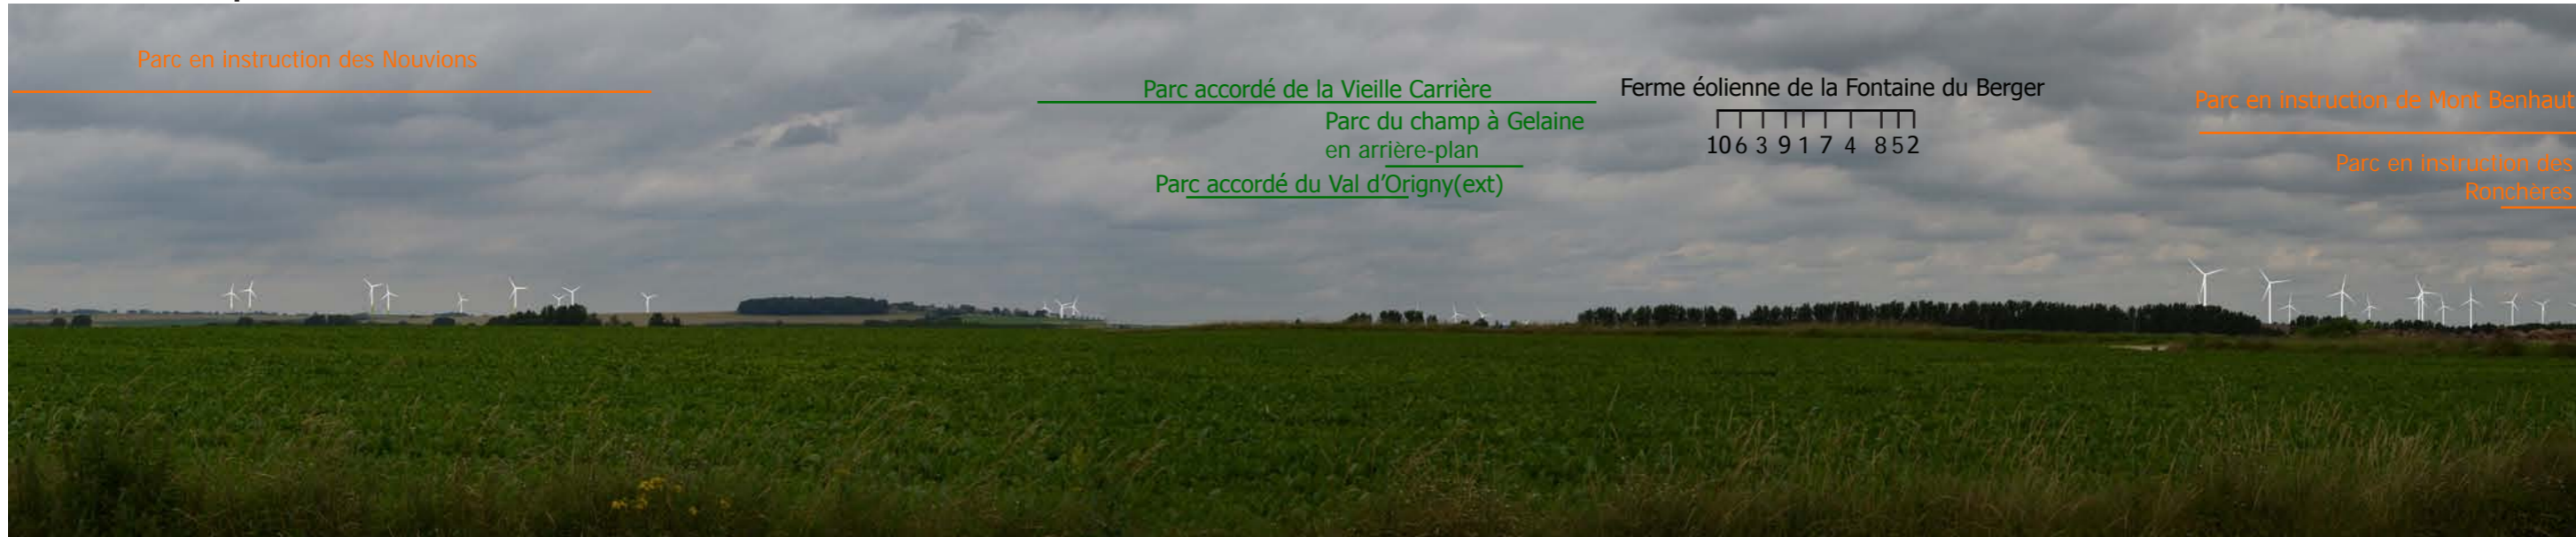 Parc en instruction des Nouvions
Parc accordé de la Vieille Carrière
Parc du champ à Gelaine
en arrière-plan
Parc accordé du Val d'Origny(ext)
Ferme éolienne de la Fontaine du Berger
10 6 3 9 1 7 4 8 5 2
Parc en instruction de Mont Benhaut
Parc en instruction des
Ronchères